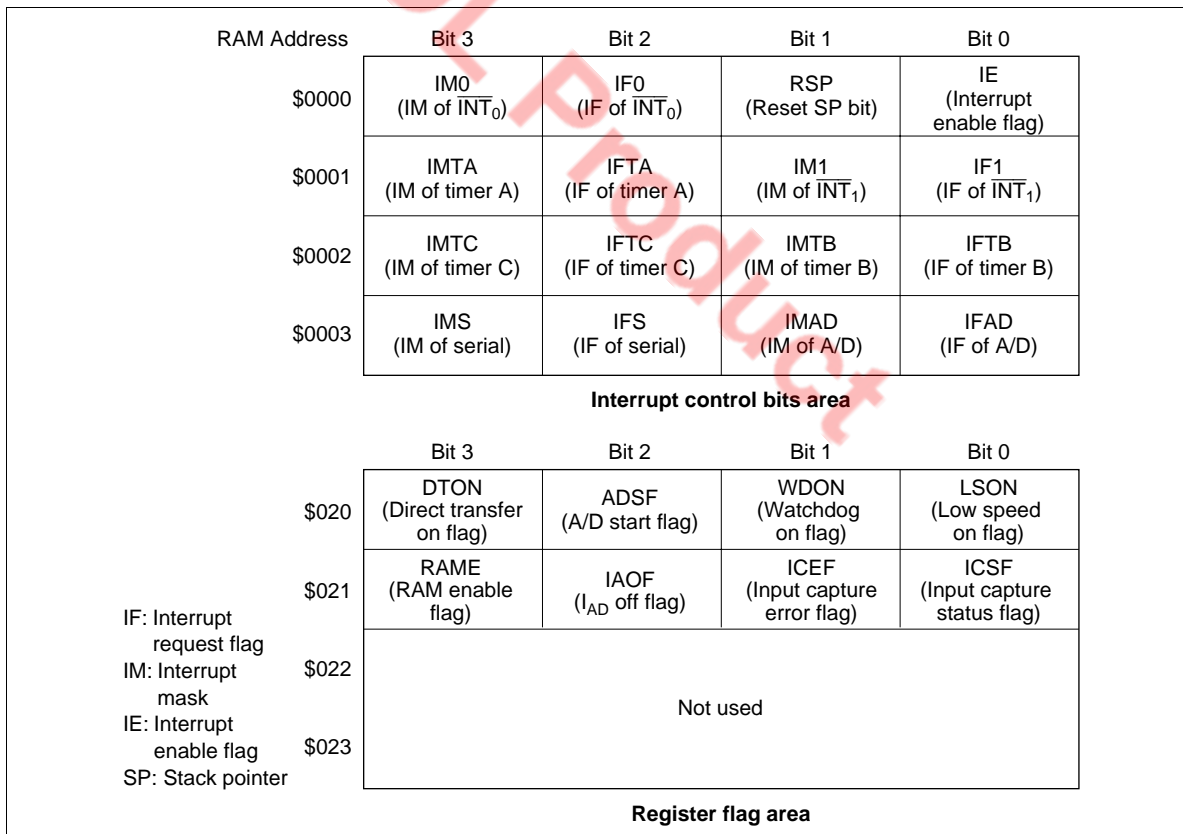 RAM Address Bit 3 Bit 2 Bit 1 Bit 0
$0000
IM0
(IM of INT0)
IF0
(IF of INT0)
RSP
(Reset SP bit)
IE
(Interrupt
enable flag)
$0001
IMTA
(IM of timer A)
IFTA
(IF of timer A)
IM1
(IM of INT1)
IF1
(IF of INT1)
$0002
IMTC
(IM of timer C)
IFTC
(IF of timer C)
IMTB
(IM of timer B)
IFTB
(IF of timer B)
$0003
IMS
(IM of serial)
IFS
(IF of serial)
IMAD
(IM of A/D)
IFAD
(IF of A/D)
Interrupt control bits area
Bit 3 Bit 2 Bit 1 Bit 0
$020
DTON
(Direct transfer
on flag)
ADSF
(A/D start flag)
WDON
(Watchdog
on flag)
LSON
(Low speed
on flag)
$021
RAME
(RAM enable
flag)
IAOF
(IAD off flag)
ICEF
(Input capture
error flag)
ICSF
(Input capture
status flag)
$022
$023
Not used
IF: Interrupt
request flag
IM: Interrupt
mask
IE: Interrupt
enable flag
SP: Stack pointer
Register flag area
L Product